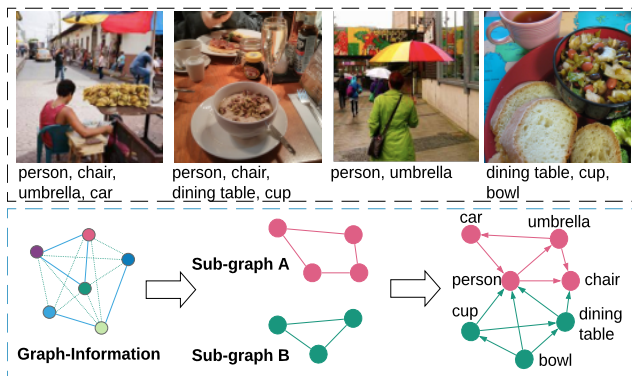 person, chair,
umbrella, car
person, chair,
dining table, cup
person, umbrella
dining table, cup,
bowl
Graph-Information
Sub-graph A
Sub-graph B
car
umbrella
person
chair
cup
dining
table
bowl